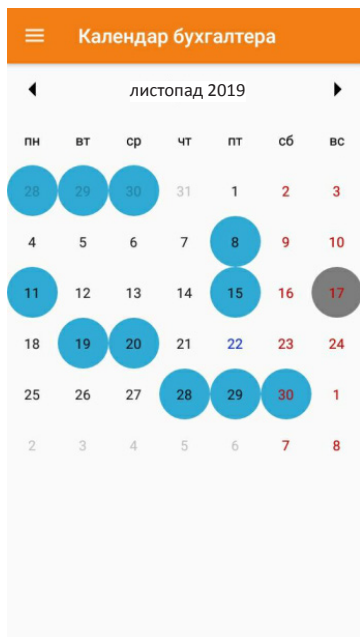 Календар бухгалтера
листопад 2019
пн вт ср чт пт сб вс
28 29 30 31 1 2 3
4 5 6 7 8 9 10
11 12 13 14 15 16 17
18 19 20 21 22 23 24
25 26 27 28 29 30 1
2 3 4 5 6 7 8